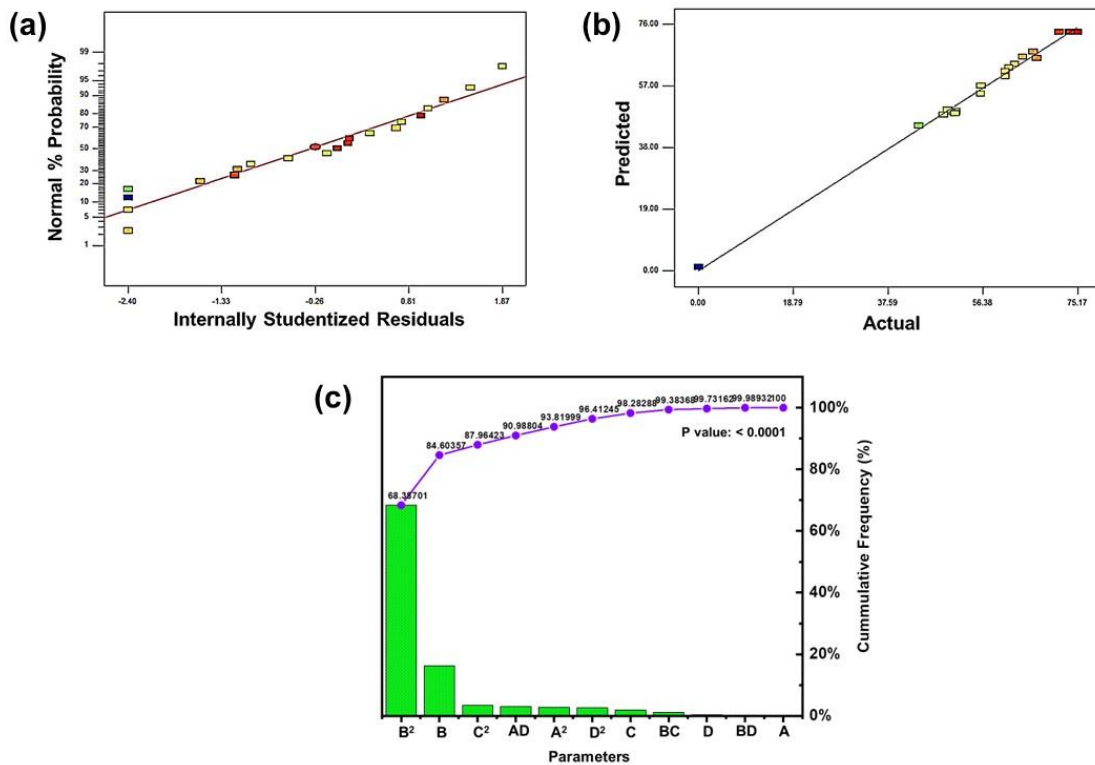 (a)
Normal % Probability
99
95
90
80
70
50
30
20
10
5
1
-2.40 -1.33 -0.26 0.81 1.87
Internally Studentized Residuals
(b)
Predicted
76.00
57.00
38.00
19.00
0.00
0.00 18.79 37.59 56.38 75.17
Actual
(c)
84.60357 87.96423 90.98804 93.81999 96.41245 98.28288 99.38368 99.73162 99.98932 100
P value: < 0.0001
100%
80%
60%
40%
20%
0%
Cummulative Frequency (%)
B² B C² AD A² D² C BC D BD A
Parameters